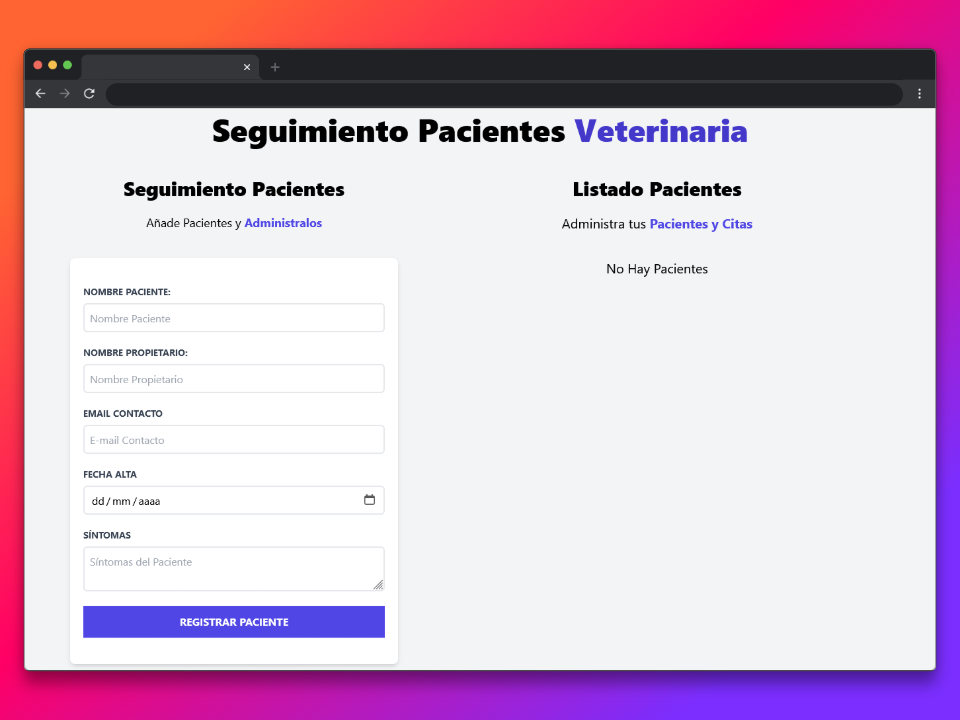 Seguimiento Pacientes Veterinaria
Seguimiento Pacientes
Añade Pacientes y Administralos
NOMBRE PACIENTE:
Nombre Paciente
NOMBRE PROPIETARIO:
Nombre Propietario
EMAIL CONTACTO
E-mail Contacto
FECHA ALTA
dd/mm/aaaa
SÍNTOMAS
Síntomas del Paciente
REGISTRAR PACIENTE
Listado Pacientes
Administra tus Pacientes y Citas
No Hay Pacientes